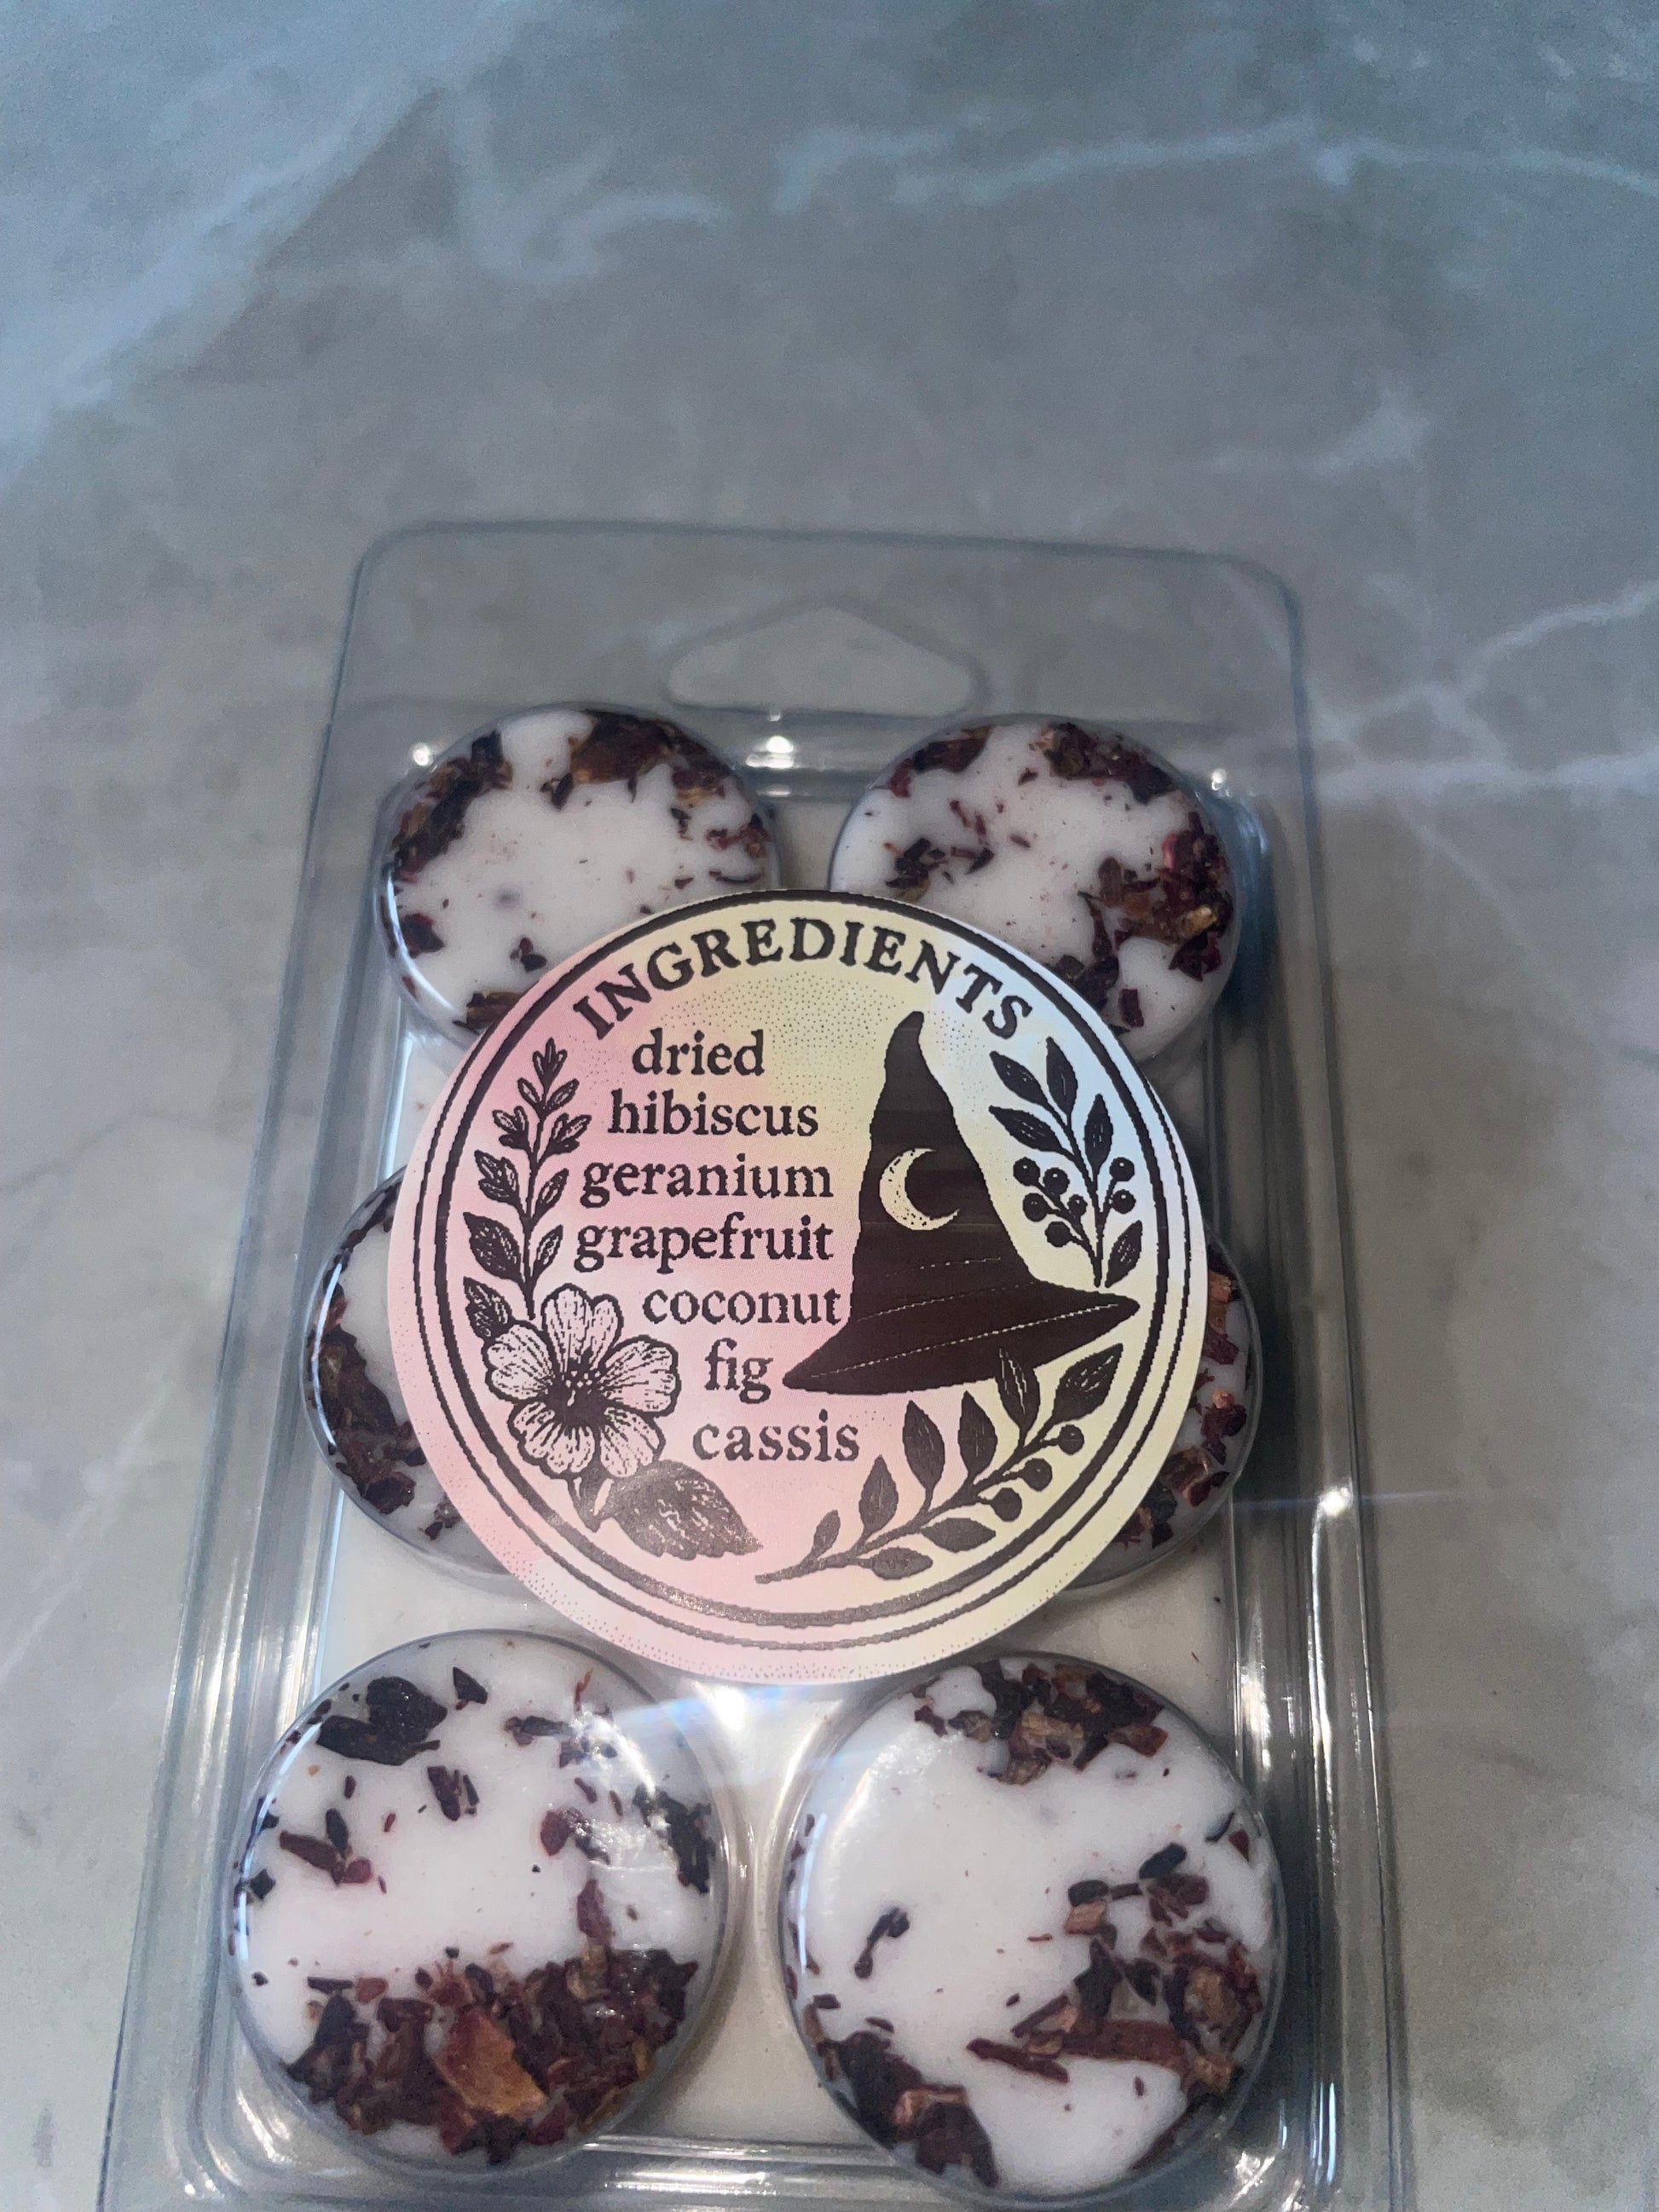 INGREDIENTS
dried
hibiscus
geranium
grapefruit
coconut
fig
cassis